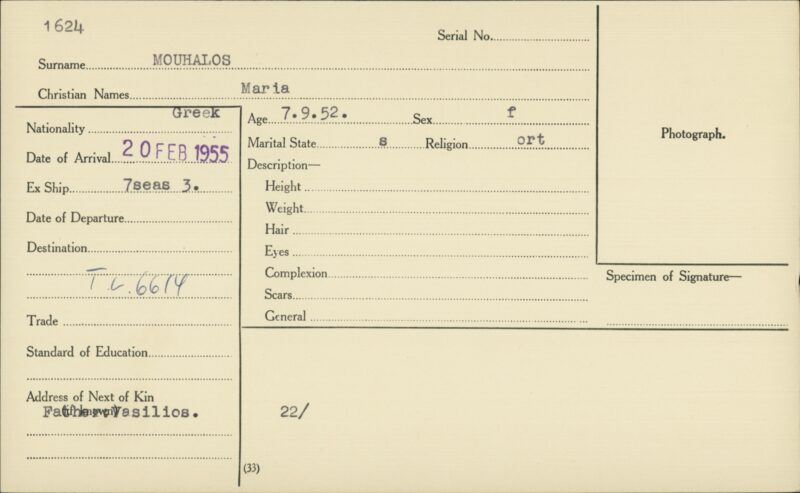 1624
Serial No.
Surname MOUHALOS
Christian Names Maria
Nationality Greek
Age 7.9.52. Sex f
Date of Arrival 20 FEB 1955
Marital State s Religion ort
Photograph.
Ex Ship 7seas 3.
Description—
Height
Weight
Date of Departure
Hair
Destination
Eyes
Complexion
Specimen of Signature—
6614
Scars
Trade
General
Standard of Education
Address of Next of Kin
(if known)
Father: Vasilios.
22/
(33)